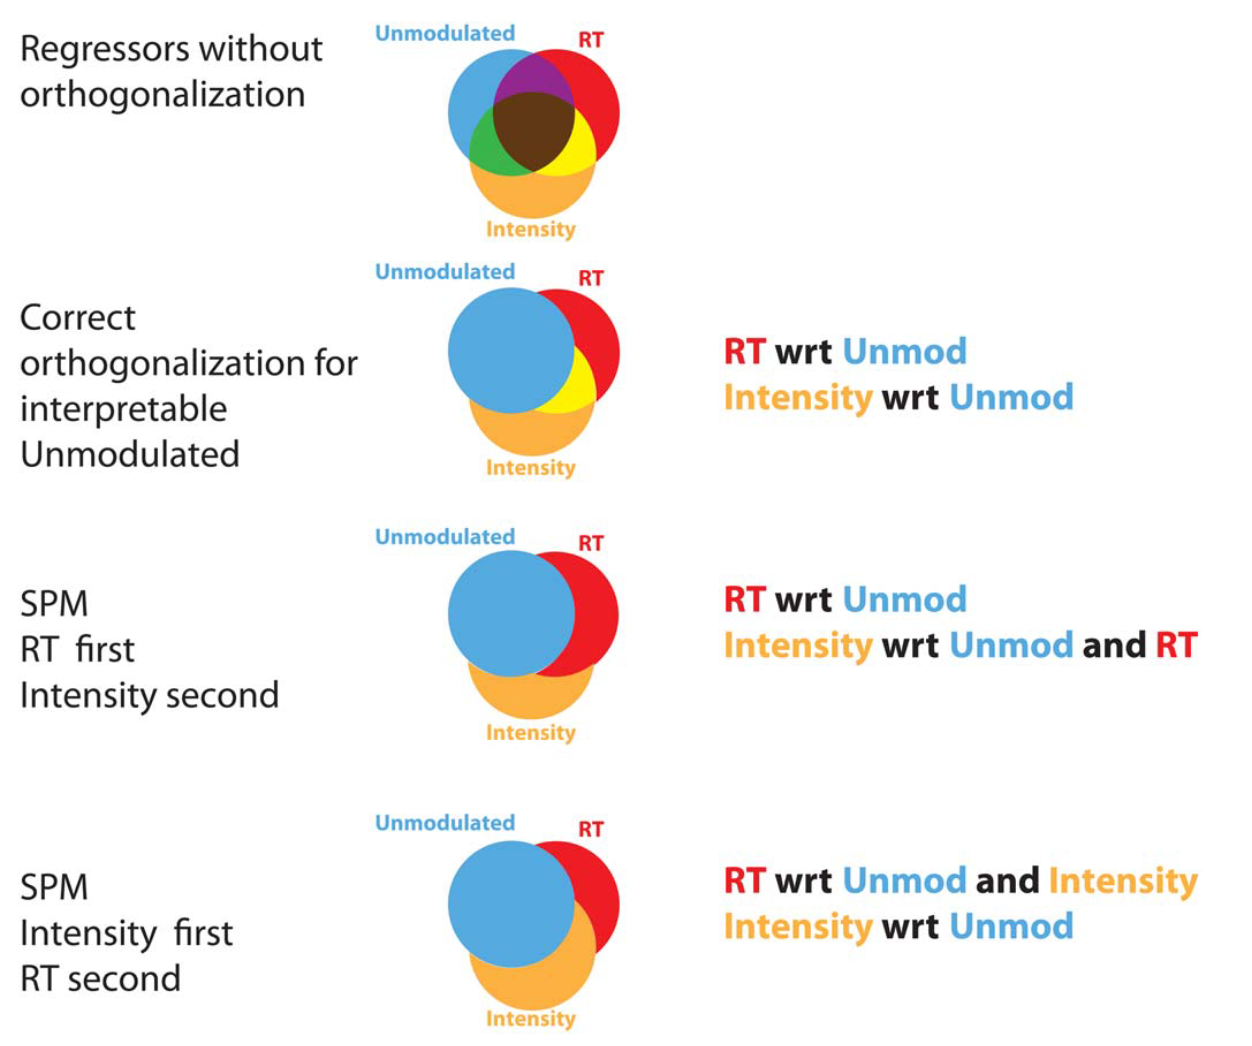 Regressors without
orthogonalization
Unmodulated
RT
Intensity
Correct
orthogonalization for
interpretable
Unmodulated
Unmodulated
RT
Intensity
RT wrt Unmod
Intensity wrt Unmod
SPM
RT first
Intensity second
Unmodulated
RT
Intensity
RT wrt Unmod
Intensity wrt Unmod and RT
SPM
Intensity first
RT second
Unmodulated
RT
Intensity
RT wrt Unmod and Intensity
Intensity wrt Unmod